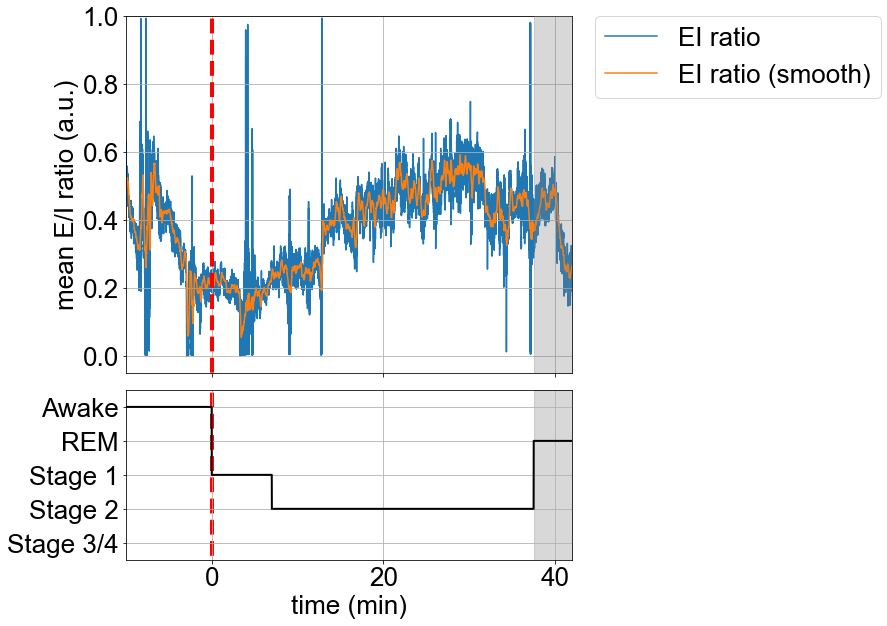 EI ratio
EI ratio (smooth)
mean E/I ratio (a.u.)
1.0
0.8
0.6
0.4
0.2
0.0
Awake
REM
Stage 1
Stage 2
Stage 3/4
0 20 40
time (min)